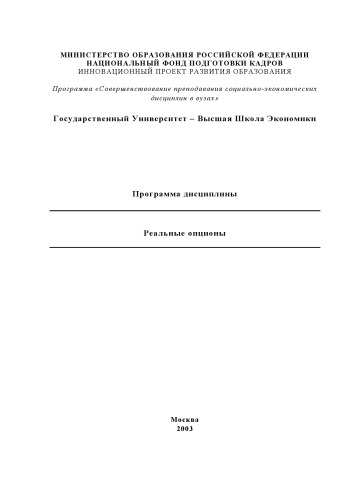 МИНИСТЕРСТВО ОБРАЗОВАНИЯ РОССИЙСКОЙ ФЕДЕРАЦИИ
НАЦИОНАЛЬНЫЙ ФОНД ПОДГОТОВКИ КАДРОВ
ИННОВАЦИОННЫЙ ПРОЕКТ РАЗВИТИЯ ОБРАЗОВАНИЯ
Программа «Совершенствование преподавания социально-экономических
дисциплин в вузах»
Государственный Университет – Высшая Школа Экономики
Программа дисциплины
Реальные опционы
Москва
2003